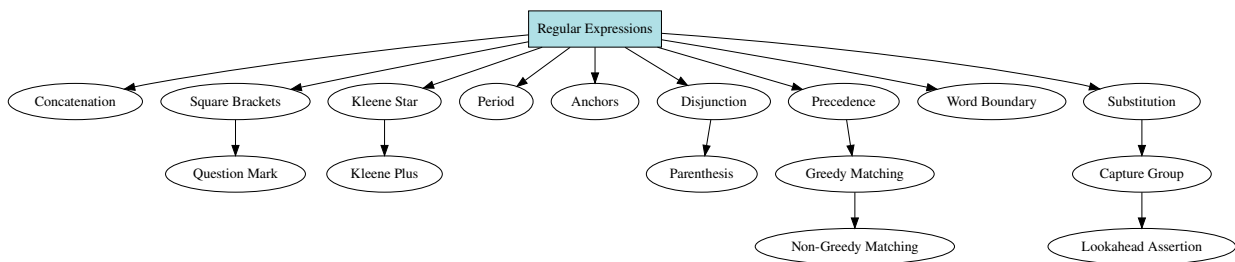 Regular Expressions
Concatenation
Square Brackets
Kleene Star
Period
Anchors
Disjunction
Precedence
Word Boundary
Substitution
Question Mark
Kleene Plus
Parenthesis
Greedy Matching
Capture Group
Non-Greedy Matching
Lookahead Assertion